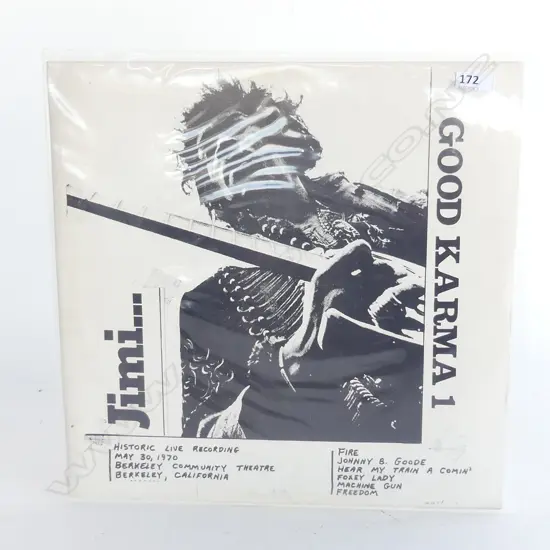 172
GOOD KARMA 1
Jimi...
HISTORIC LIVE RECORDING
MAY 30, 1970
BERKELEY COMMUNITY THEATRE
BERKELEY, CALIFORNIA
FIRE
JOHNNY B. GOODE
HEAR MY TRAIN A COMIN'
FOXEY LADY
MACHINE GUN
FREEDOM